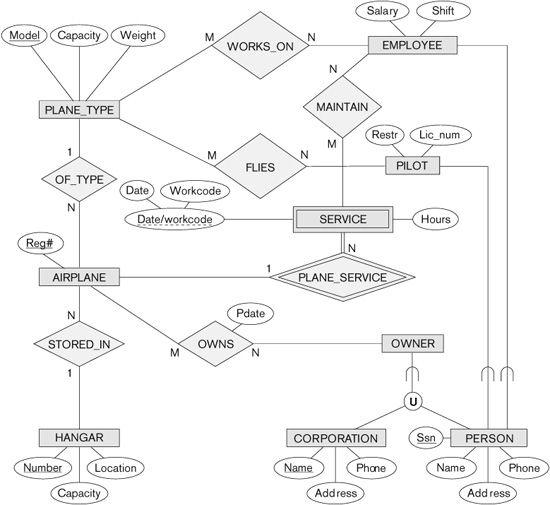 Salary
Shift
Model
Capacity
Weight
M
WORKS_ON
N
EMPLOYEE
N
PLANE_TYPE
MAINTAIN
M
Restr
Lic_num
1
M
FLIES
N
PILOT
OF_TYPE
Date
Workcode
N
Date/workcode
SERVICE
Hours
Reg#
N
AIRPLANE
1
PLANE_SERVICE
N
Pdate
STORED_IN
M
OWNS
N
OWNER
1
U
HANGAR
CORPORATION
Ssn
PERSON
Number
Location
Name
Phone
Name
Phone
Capacity
Address
Address